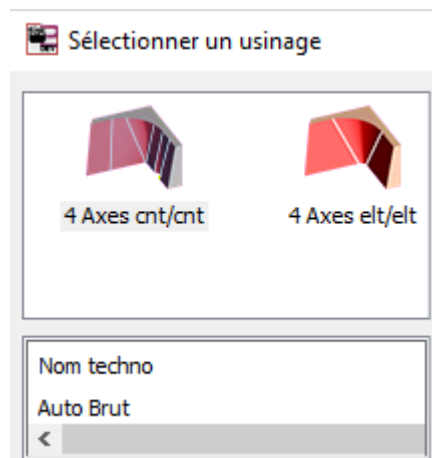 Sélectionner un usinage
4 Axes cnt/cnt 4 Axes elt/elt
Nom techno
Auto Brut